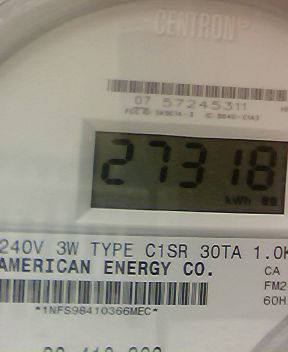 CENTRON®
07 57245311
27318
kWh
240V 3W TYPE C1SR 30TA 1.0K
AMERICAN ENERGY CO.
CA
FM2
60H
*1NFS98410366MEC*